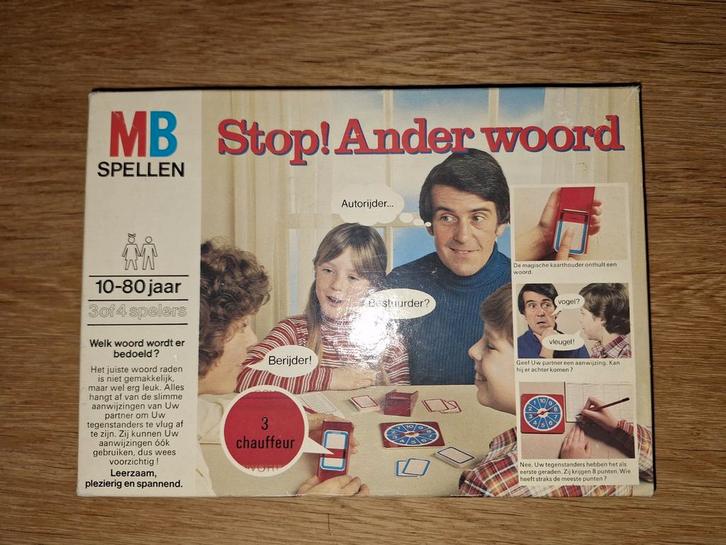 MB
SPELLEN
Stop! Ander woord
10-80 jaar
3 of 4 spelers
Welk woord wordt er
bedoeld?
Het juiste woord raden
is niet gemakkelijk,
maar wel erg leuk. Alles
hangt af van de slimme
aanwijzingen van Uw
partner om Uw
tegenstanders te vlug af
te zijn. Zij kunnen Uw
aanwijzingen óók
gebruiken, dus wees
voorzichtig!
Leerzaam,
plezierig en spannend.
Autorijder...
Bestuurder?
Berijder!
3
chauffeur
De magische kaarthouder onthult een
woord.
vogel?
vleugel!
Geef Uw partner een aanwijzing. Kan
hij er achter komen?
Nee, Uw tegenstanders hebben het als
eerste geraden. Zij krijgen 8 punten. Wie
heeft straks de meeste punten?